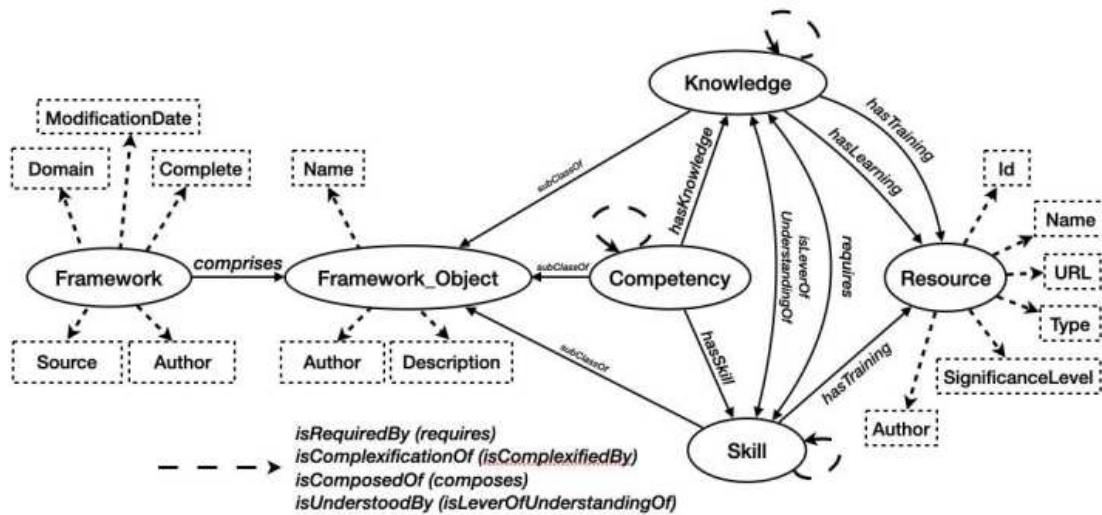 Knowledge
ModificationDate
Domain
Complete
Name
subClassOf
hasKnowledge
hasLearning
hasTraining
Id
Name
Framework
comprises
Framework_Object
subClassOf
Competency
isLeverOf
UnderstandingOf
requires
Resource
URL
Type
Source
Author
Author
Description
subClassOf
hasSkill
hasTraining
SignificanceLevel
Author
Skill
isRequiredBy (requires)
isComplexificationOf (isComplexifiedBy)
isComposedOf (composes)
isUnderstoodBy (isLeverOfUnderstandingOf)